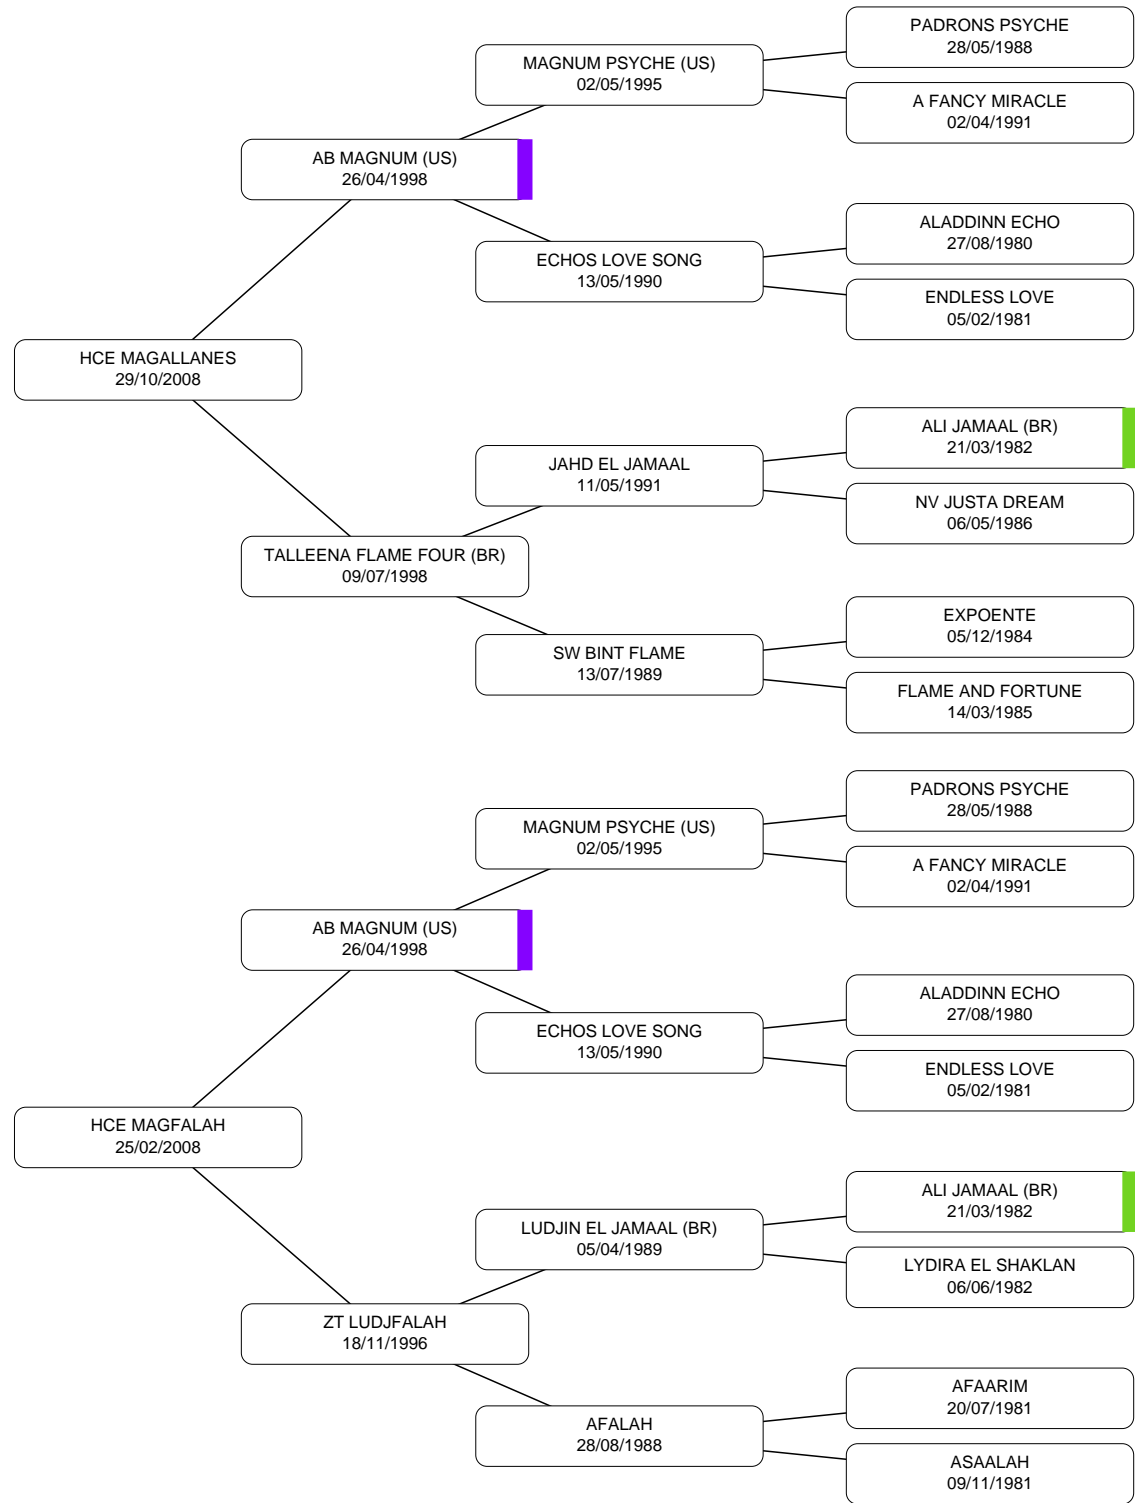 PADRONS PSYCHE
28/05/1988
MAGNUM PSYCHE (US)
02/05/1995
A FANCY MIRACLE
02/04/1991
AB MAGNUM (US)
26/04/1998
ALADDINN ECHO
27/08/1980
ECHOS LOVE SONG
13/05/1990
ENDLESS LOVE
05/02/1981
HCE MAGALLANES
29/10/2008
ALI JAMAAL (BR)
21/03/1982
JAHD EL JAMAAL
11/05/1991
NV JUSTA DREAM
06/05/1986
TALLEENA FLAME FOUR (BR)
09/07/1998
EXPOENTE
05/12/1984
SW BINT FLAME
13/07/1989
FLAME AND FORTUNE
14/03/1985
PADRONS PSYCHE
28/05/1988
MAGNUM PSYCHE (US)
02/05/1995
A FANCY MIRACLE
02/04/1991
AB MAGNUM (US)
26/04/1998
ALADDINN ECHO
27/08/1980
ECHOS LOVE SONG
13/05/1990
ENDLESS LOVE
05/02/1981
HCE MAGFALAH
25/02/2008
ALI JAMAAL (BR)
21/03/1982
LUDJIN EL JAMAAL (BR)
05/04/1989
LYDIRA EL SHAKLAN
06/06/1982
ZT LUDJFALAH
18/11/1996
AFAARIM
20/07/1981
AFALAH
28/08/1988
ASAALAH
09/11/1981